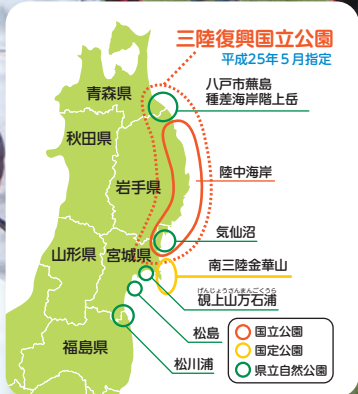 三陸復興国立公園
平成25年5月指定
青森県
八戸市蕪島
種差海岸階上岳
秋田県
岩手県
陸中海岸
気仙沼
山形県
宮城県
南三陸金華山
げんじょうさんまんごくうら
硯上山万石浦
松島
福島県
松川浦
国立公園
国定公園
県立自然公園